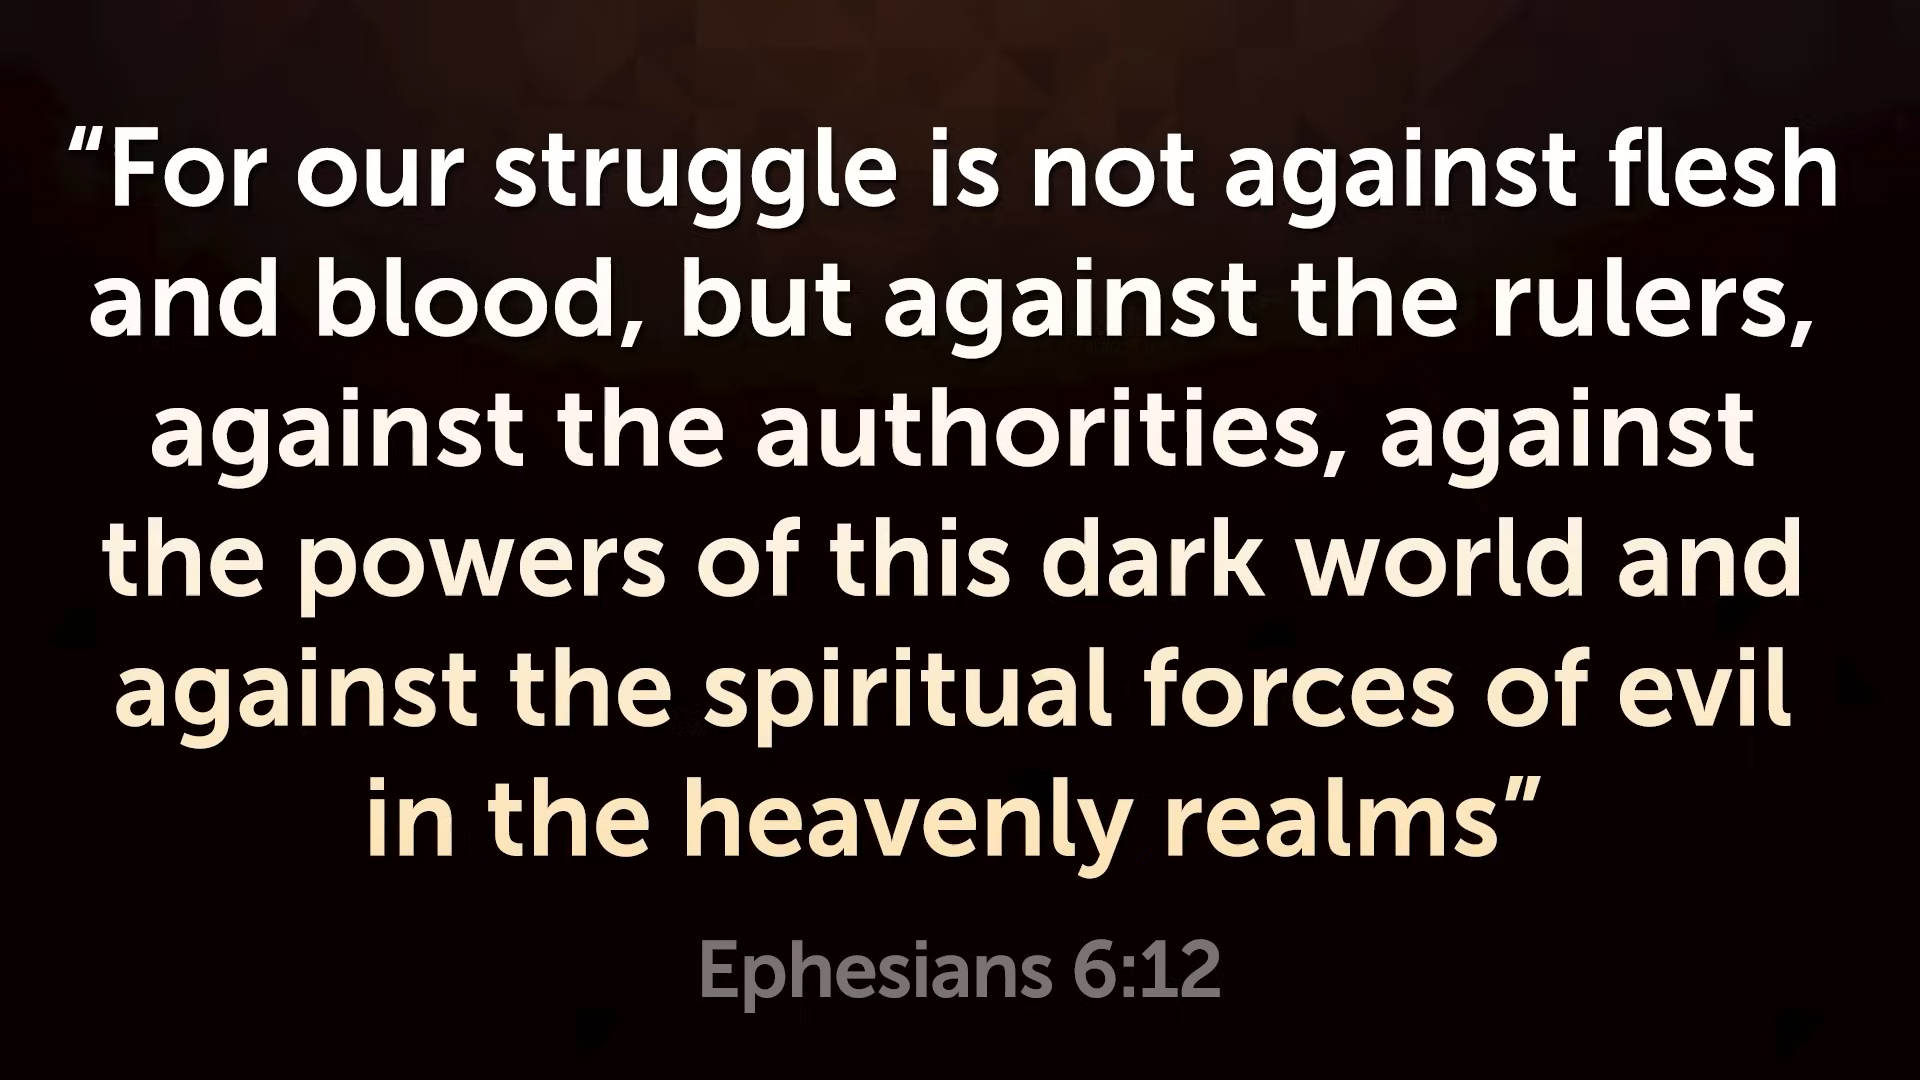 “For our struggle is not against flesh
and blood, but against the rulers,
against the authorities, against
the powers of this dark world and
against the spiritual forces of evil
in the heavenly realms”
Ephesians 6:12